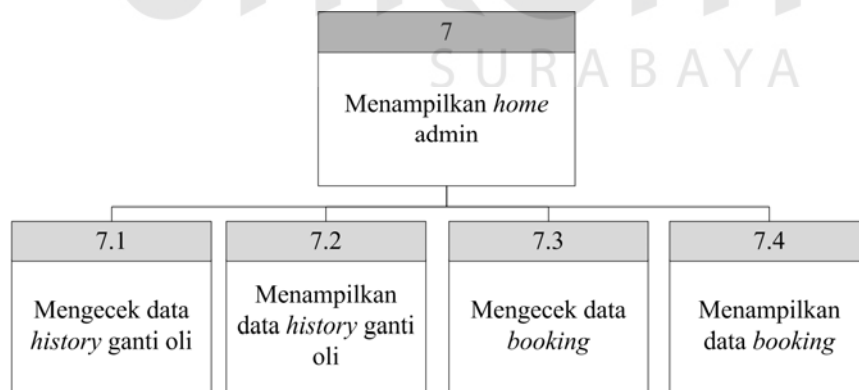 7
SURABAYA
Menampilkan home
admin
7.1
7.2
7.3
7.4
Mengecek data
history ganti oli
Menampilkan
data history ganti
oli
Mengecek data
booking
Menampilkan
data booking